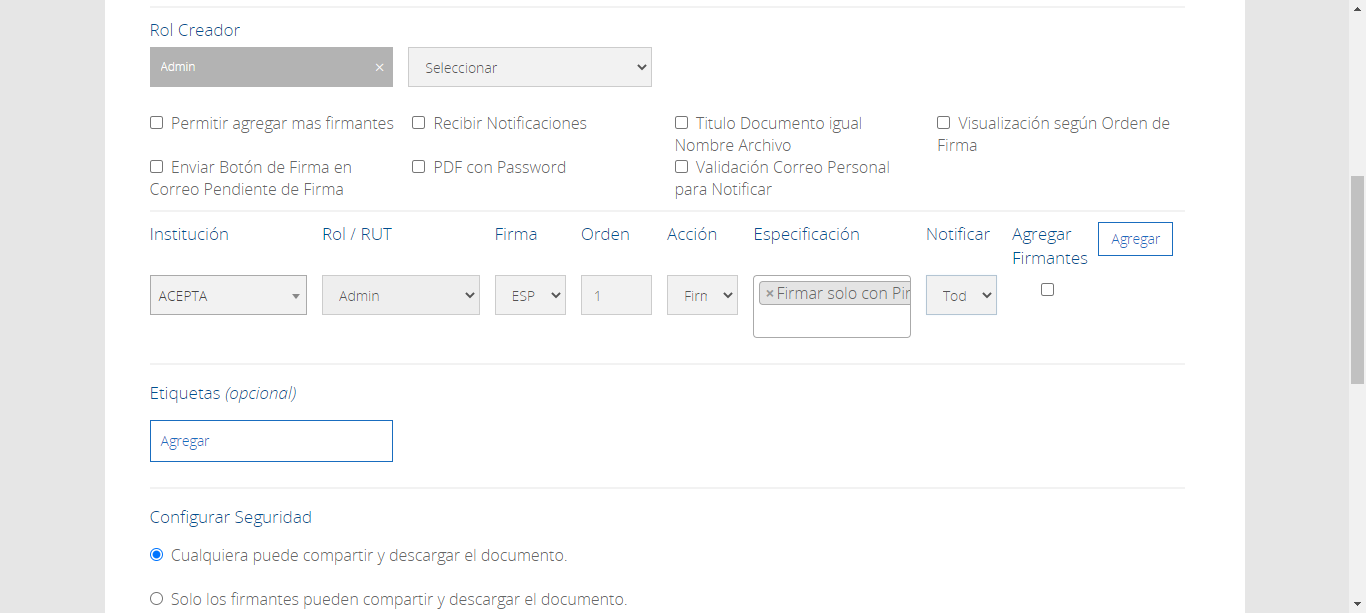 Rol Creador
Admin ×
Seleccionar
Permitir agregar mas firmantes
Recibir Notificaciones
Titulo Documento igual
Nombre Archivo
Visualización según Orden de
Firma
Enviar Botón de Firma en
Correo Pendiente de Firma
PDF con Password
Validación Correo Personal
para Notificar
Institución
Rol / RUT
Firma
Orden
Acción
Especificación
Notificar
Agregar
Firmantes
Agregar
ACEPTA
Admin
ESP
1
Firn
×Firmar solo con Pin
Tod
Etiquetas (opcional)
Agregar
Configurar Seguridad
Cualquiera puede compartir y descargar el documento.
Solo los firmantes pueden compartir y descargar el documento.